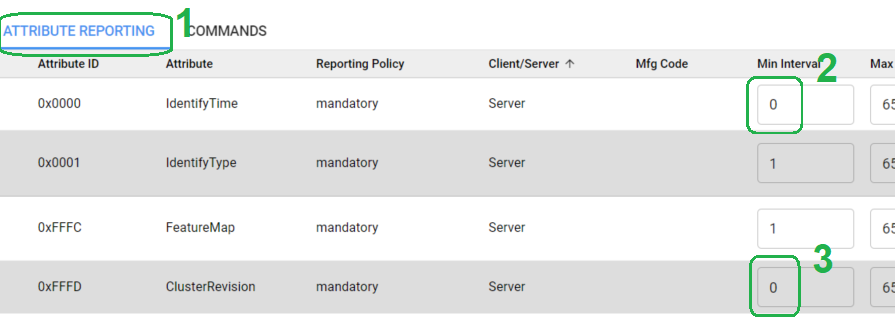 ATTRIBUTE REPORTING 1 COMMANDS
Attribute ID Attribute Reporting Policy Client/Server ↑ Mfg Code Min Interval Max
2
0x0000 IdentifyTime mandatory Server 0 65
0x0001 IdentifyType mandatory Server 1 65
0xFFFC FeatureMap mandatory Server 1 65
3
0xFFFD ClusterRevision mandatory Server 0 65